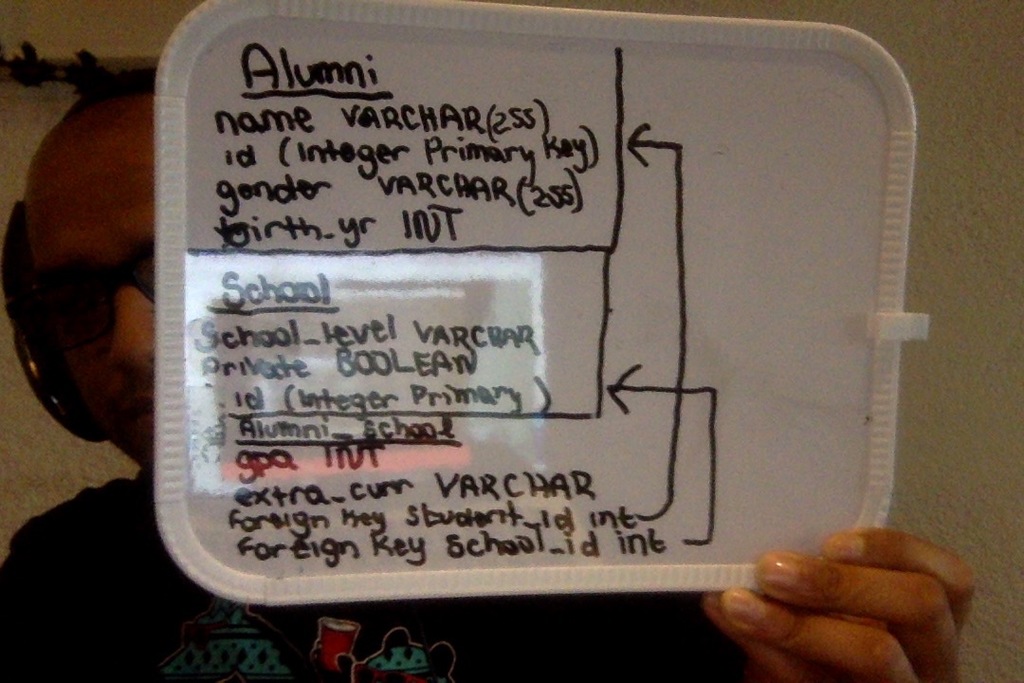 Alumni
name VARCHAR(255)
id (Integer Primary Key)
gender VARCHAR(255)
birth_yr INT
School
School_level VARCHAR
Private BOOLEAN
id (Integer Primary)
Alumni_school
gpa INT
extra_curr VARCHAR
Foreign Key Student_id int
Foreign Key School_id int